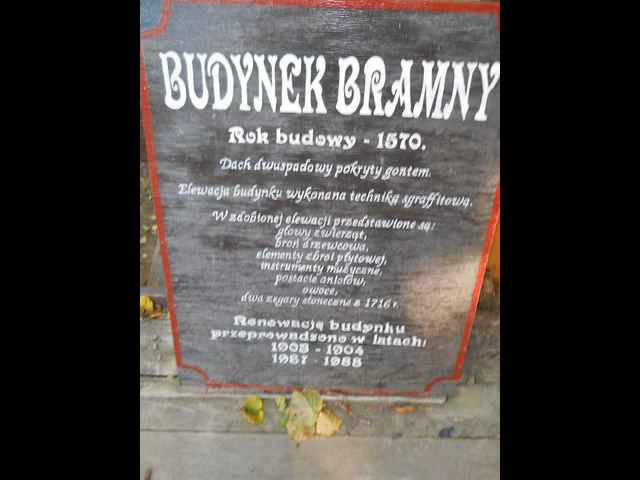 BUDYNEK BRAMNY
Rok budowy - 1570.
Dach dwuspadowy pokryty gontem.
Elewacja budynku wykonana techniką sgraffitową.
W zdobionej elewacji przedstawione są:
głowy zwierząt,
broń drzewcowa,
elementy zbroi płytowej,
instrumenty muzyczne,
postacie aniołów,
owoce,
dwa zegary słoneczne z 1716 r.
Renowację budynku
przeprowadzono w latach:
1903 - 1904
1987 - 1988